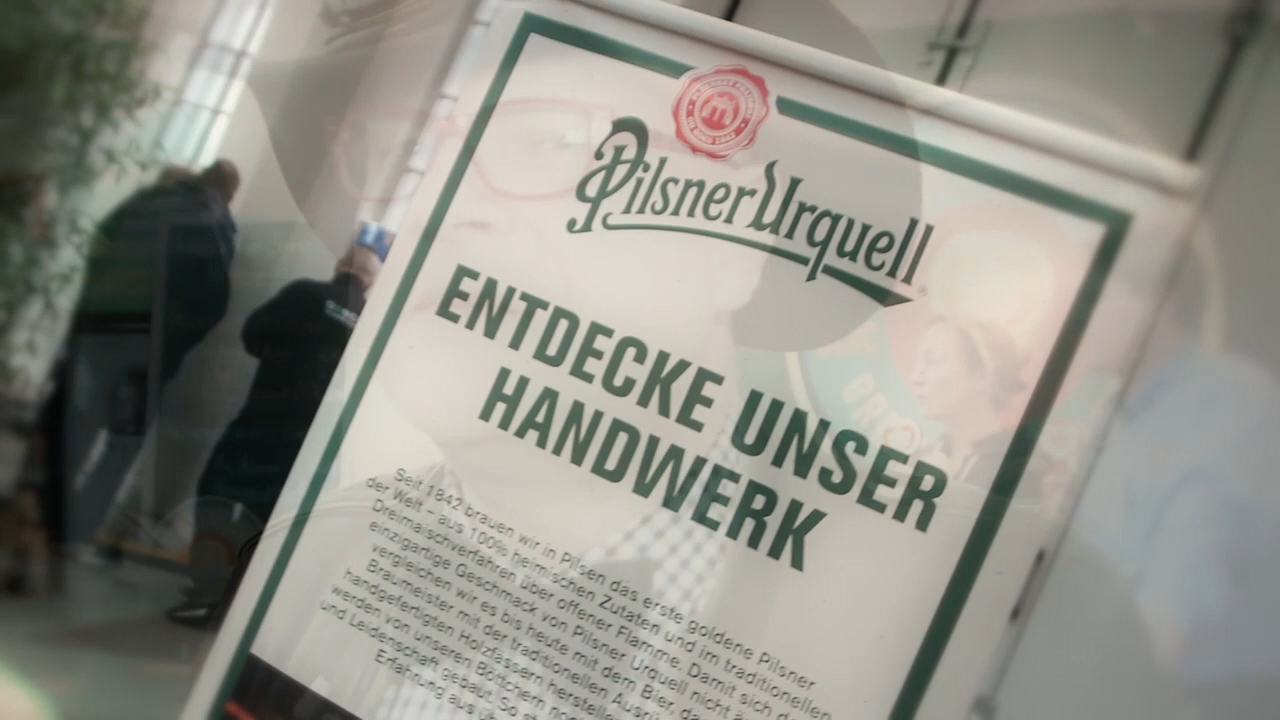 Pilsner Urquell
ENTDECKE UNSER
HANDWERK
Seit 1842 brauen wir in Pilsen das erste goldene Pilsner
der Welt – aus 100% heimischen Zutaten und im traditionellen
Dreimaischverfahren über offener Flamme. Damit sich
einzigartige Geschmack von Pilsner Urquell nicht
vergleichen wir es bis heute mit dem Bier,
Braumeister mit der traditionellen
handgefertigten Holzfässern
werden von unseren Böttchern
und Leidenschaft gebaut. So
Erfahrung aus